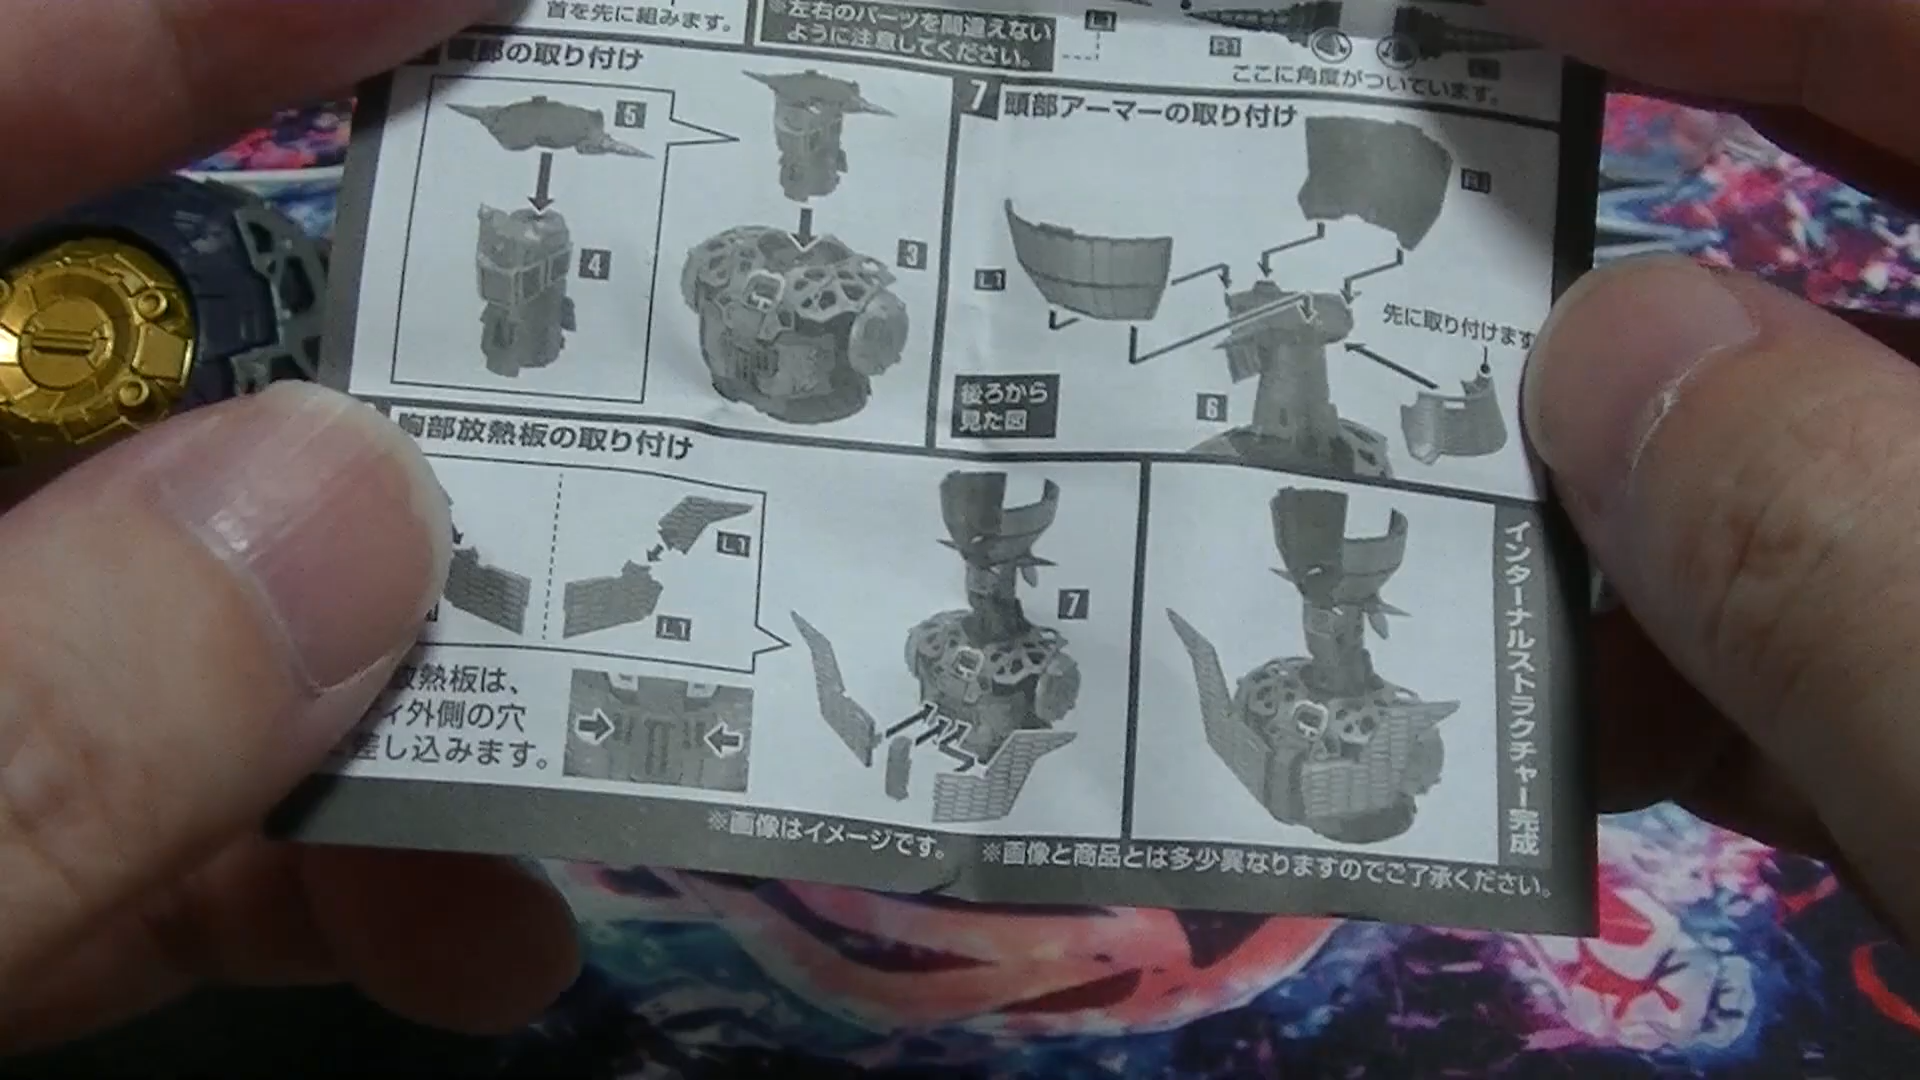 首を先に組みます。
※左右のパーツを間違えない
ように注意してください。
L1
R1
ここに角度がついています。
部の取り付け
5
4
3
7 頭部アーマーの取り付け
R1
L1
先に取り付けます
6
後ろから
見た図
胸部放熱板の取り付け
L1
L1
7
放熱板は、
ィ外側の穴
差し込みます。
インターナルストラクチャー完成
※画像はイメージです。
※画像と商品とは多少異なりますのでご了承ください。